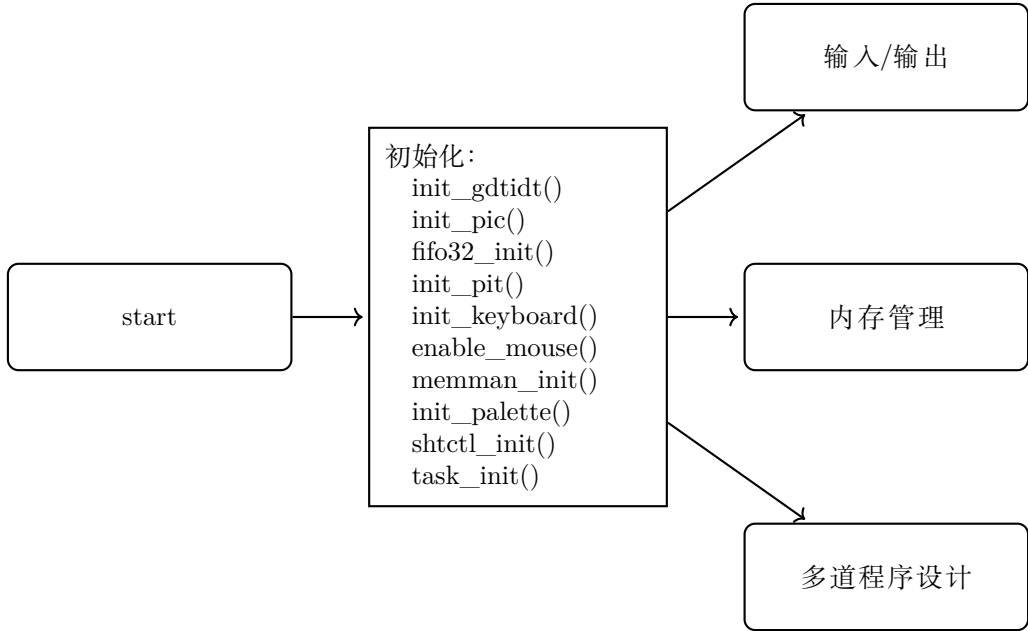 start
初始化:
init_gdtidt()
init_pic()
fifo32_init()
init_pit()
init_keyboard()
enable_mouse()
memman_init()
init_palette()
shtctl_init()
task_init()
输入/输出
内存管理
多道程序设计